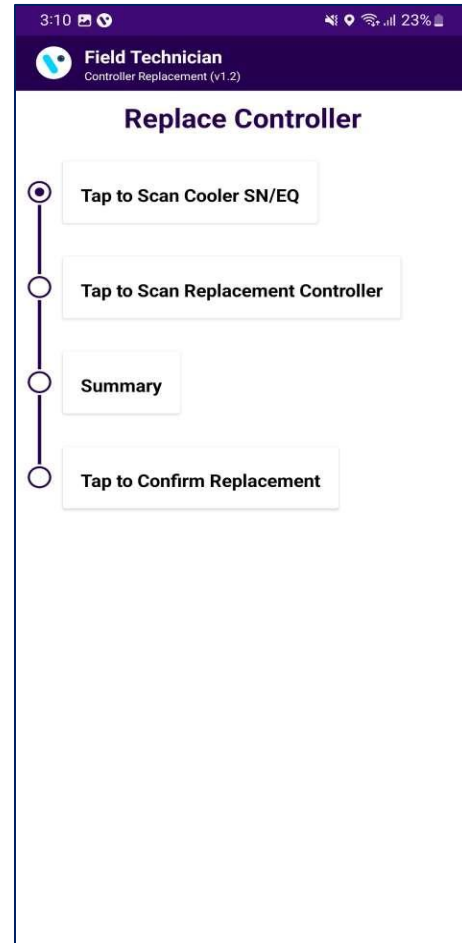 3:10 23%
Field Technician
Controller Replacement (v1.2)
Replace Controller
Tap to Scan Cooler SN/EQ
Tap to Scan Replacement Controller
Summary
Tap to Confirm Replacement